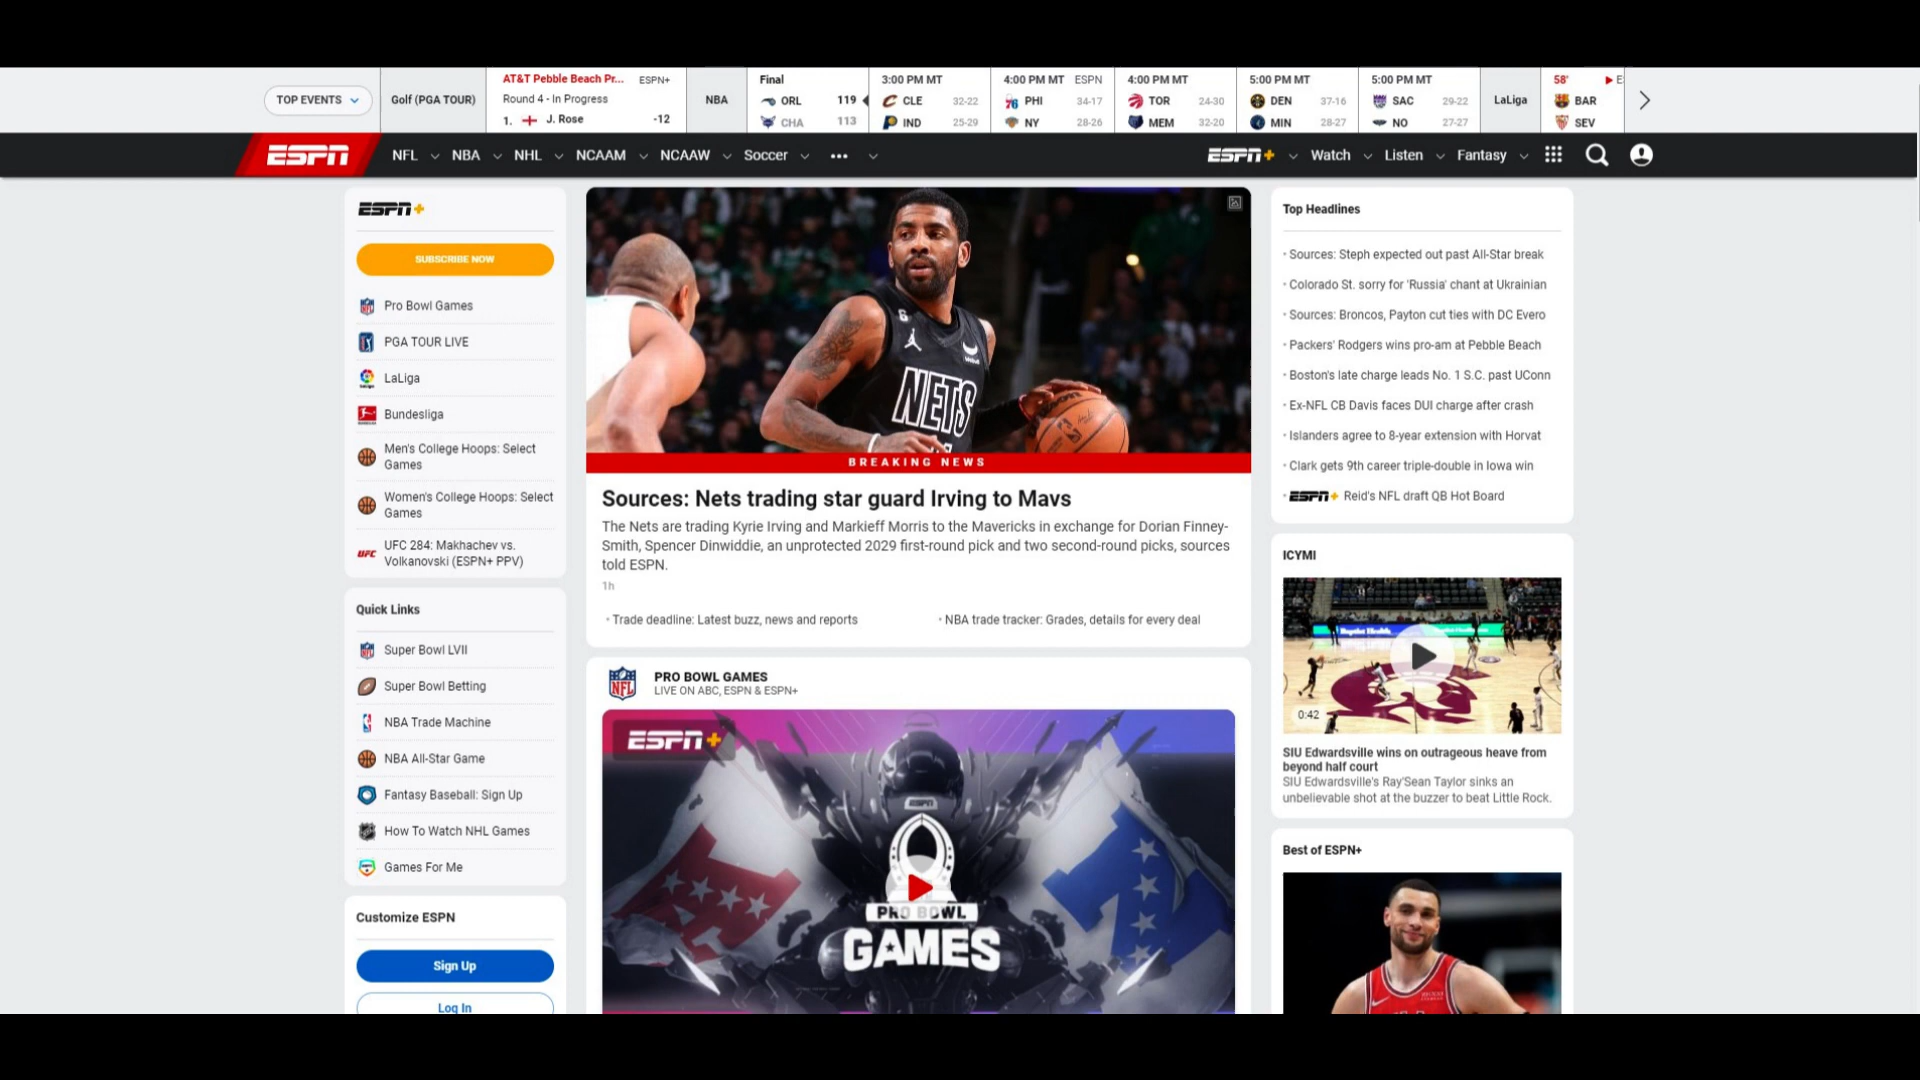 TOP EVENTS
Golf (PGA TOUR)
AT&T Pebble Beach Pr... ESPN+
Round 4 - In Progress
1. J. Rose -12
NBA
Final
ORL 119
CHA 113
3:00 PM MT
CLE 32-22
IND 25-29
4:00 PM MT ESPN
PHI 34-17
NY 28-26
4:00 PM MT
TOR 24-30
MEM 32-20
5:00 PM MT
DEN 37-16
MIN 28-27
5:00 PM MT
SAC 29-22
NO 27-27
LaLiga
58' E
BAR
SEV
ESPN NFL NBA NHL NCAAM NCAAW Soccer ••• ESPN+ Watch Listen Fantasy
ESPN+
SUBSCRIBE NOW
Pro Bowl Games
PGA TOUR LIVE
LaLiga
Bundesliga
Men's College Hoops: Select
Games
Women's College Hoops: Select
Games
UFC
UFC 284: Makhachev vs.
Volkanovski (ESPN+ PPV)
Quick Links
Super Bowl LVII
Super Bowl Betting
NBA Trade Machine
NBA All-Star Game
Fantasy Baseball: Sign Up
How To Watch NHL Games
Games For Me
Customize ESPN
Sign Up
Log In
6
NETS
BREAKING NEWS
Sources: Nets trading star guard Irving to Mavs
The Nets are trading Kyrie Irving and Markieff Morris to the Mavericks in exchange for Dorian Finney-
Smith, Spencer Dinwiddie, an unprotected 2029 first-round pick and two second-round picks, sources
told ESPN.
1h
Trade deadline: Latest buzz, news and reports
NBA trade tracker: Grades, details for every deal
NFL
PRO BOWL GAMES
LIVE ON ABC, ESPN & ESPN+
ESPN+
ESPN
PRO BOWL
GAMES
Top Headlines
Sources: Steph expected out past All-Star break
Colorado St. sorry for 'Russia' chant at Ukrainian
Sources: Broncos, Payton cut ties with DC Evero
Packers' Rodgers wins pro-am at Pebble Beach
Boston's late charge leads No. 1 S.C. past UConn
Ex-NFL CB Davis faces DUI charge after crash
Islanders agree to 8-year extension with Horvat
Clark gets 9th career triple-double in Iowa win
ESPN+ Reid's NFL draft QB Hot Board
ICYMI
0:42
SIU Edwardsville wins on outrageous heave from
beyond half court
SIU Edwardsville's Ray'Sean Taylor sinks an
unbelievable shot at the buzzer to beat Little Rock.
Best of ESPN+